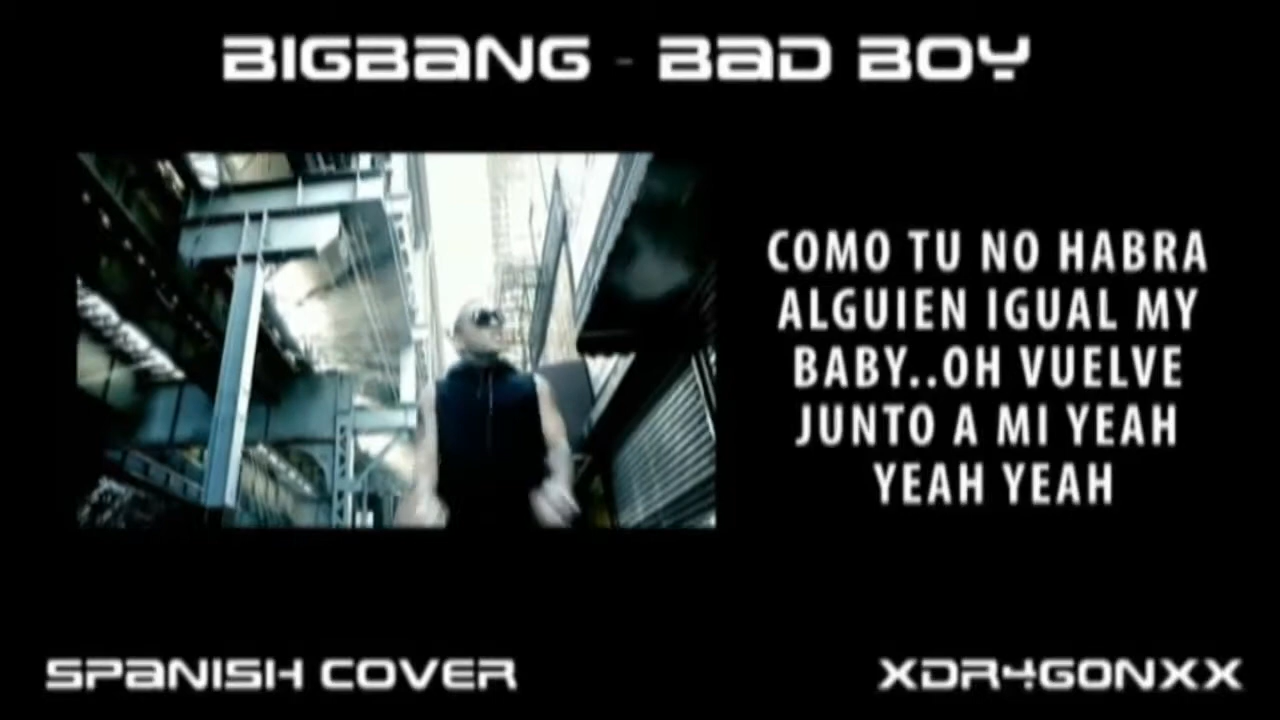 BIGBANG - BAD BOY
COMO TU NO HABRA
ALGUIEN IGUAL MY
BABY..OH VUELVE
JUNTO A MI YEAH
YEAH YEAH
SPANISH COVER
XDR4GONXX